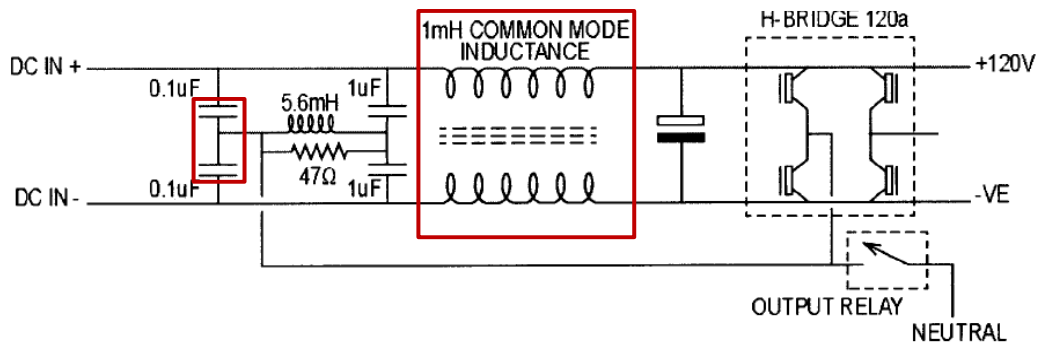 H-BRIDGE 120a
1mH COMMON MODE
INDUCTANCE
DC IN +
+120V
0.1uF
1uF
5.6mH
47Ω
0.1uF
1uF
DC IN -
-VE
OUTPUT RELAY
NEUTRAL